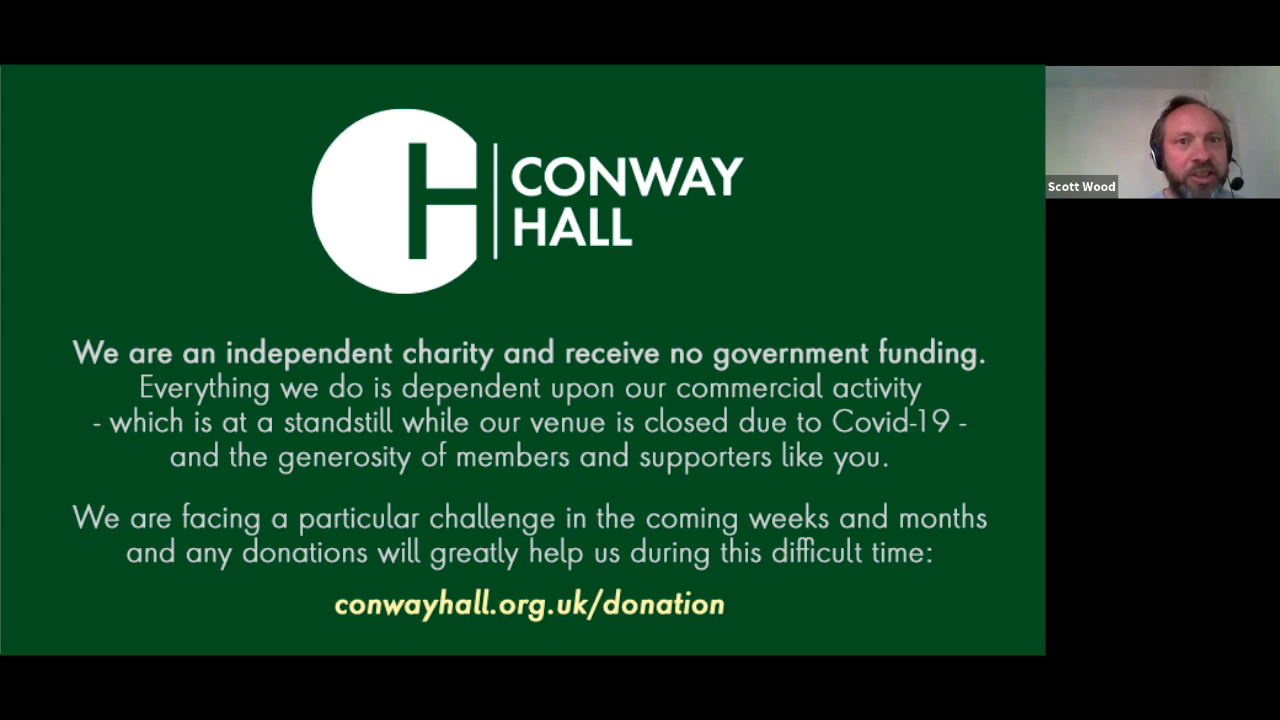 CONWAY
HALL
We are an independent charity and receive no government funding.
Everything we do is dependent upon our commercial activity
- which is at a standstill while our venue is closed due to Covid-19 -
and the generosity of members and supporters like you.
We are facing a particular challenge in the coming weeks and months
and any donations will greatly help us during this difficult time:
conwayhall.org.uk/donation
Scott Wood